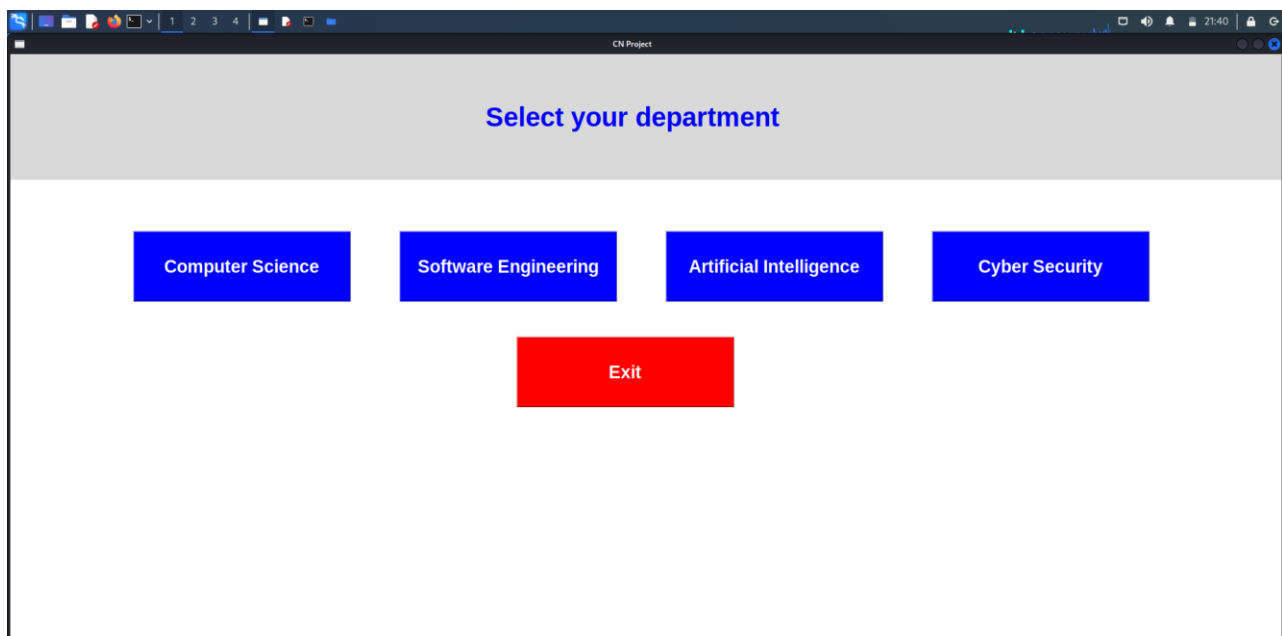 1 2 3 4 21:40
CN Project
Select your department
Computer Science Software Engineering Artificial Intelligence Cyber Security
Exit